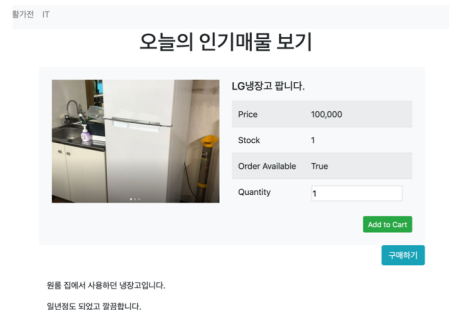 활가전 IT
오늘의 인기매물 보기
LG냉장고 팝니다.
Price 100,000
Stock 1
Order Available True
Quantity 1
Add to Cart
구매하기
원룸 집에서 사용하던 냉장고입니다.
일년정도 되었고 깔끔합니다.